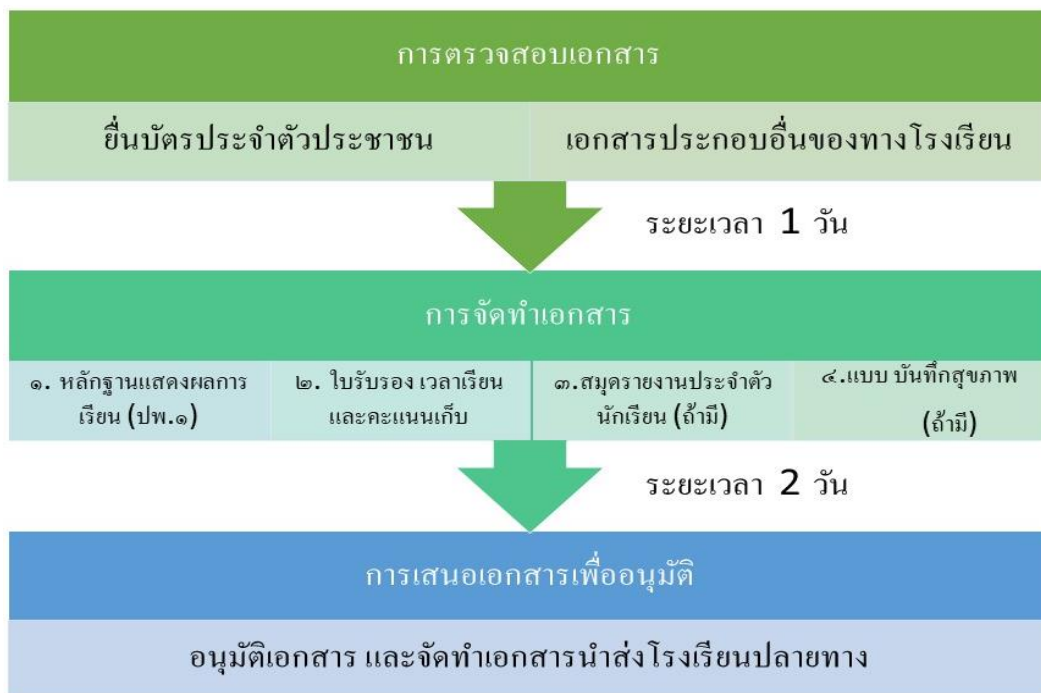 การตรวจสอบเอกสาร
ยื่นบัตรประจำตัวประชาชน
เอกสารประกอบอื่นของทางโรงเรียน
ระยะเวลา 1 วัน
การจัดทำเอกสาร
๑. หลักฐานแสดงผลการ
เรียน (ปพ.๑)
๒. ใบรับรอง เวลาเรียน
และคะแนนเก็บ
๓.สมุดรายงานประจำตัว
นักเรียน (ถ้ามี)
๔.แบบ บันทึกสุขภาพ
(ถ้ามี)
ระยะเวลา 2 วัน
การเสนอเอกสารเพื่ออนุมัติ
อนุมัติเอกสาร และจัดทำเอกสารนำส่งโรงเรียนปลายทาง